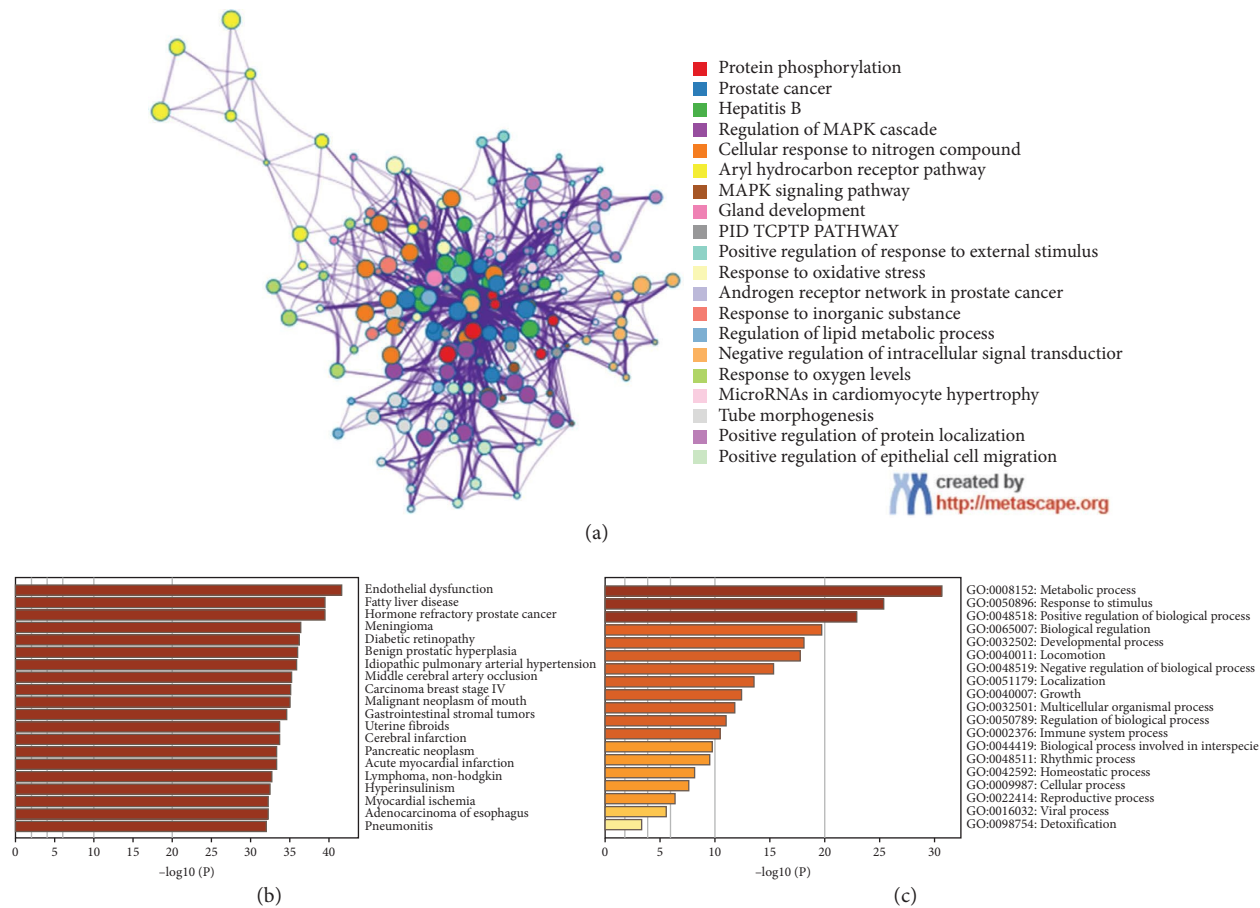 Protein phosphorylation
Prostate cancer
Hepatitis B
Regulation of MAPK cascade
Cellular response to nitrogen compound
Aryl hydrocarbon receptor pathway
MAPK signaling pathway
Gland development
PID TCPTP PATHWAY
Positive regulation of response to external stimulus
Response to oxidative stress
Androgen receptor network in prostate cancer
Response to inorganic substance
Regulation of lipid metabolic process
Negative regulation of intracellular signal transductior
Response to oxygen levels
MicroRNAs in cardiomyocyte hypertrophy
Tube morphogenesis
Positive regulation of protein localization
Positive regulation of epithelial cell migration
created by
http://metascape.org
(a)
Endothelial dysfunction
Fatty liver disease
Hormone refractory prostate cancer
Meningioma
Diabetic retinopathy
Benign prostatic hyperplasia
Idiopathic pulmonary arterial hypertension
Middle cerebral artery occlusion
Carcinoma breast stage IV
Malignant neoplasm of mouth
Gastrointestinal stromal tumors
Uterine fibroids
Cerebral infarction
Pancreatic neoplasm
Acute myocardial infarction
Lymphoma, non-hodgkin
Hyperinsulinism
Myocardial ischemia
Adenocarcinoma of esophagus
Pneumonitis
0 5 10 15 20 25 30 35 40
–log10 (P)
(b)
GO:0008152: Metabolic process
GO:0050896: Response to stimulus
GO:0048518: Positive regulation of biological process
GO:0065007: Biological regulation
GO:0032502: Developmental process
GO:0040011: Locomotion
GO:0048519: Negative regulation of biological process
GO:0051179: Localization
GO:0040007: Growth
GO:0032501: Multicellular organismal process
GO:0050789: Regulation of biological process
GO:0002376: Immune system process
GO:0044419: Biological process involved in interspecie
GO:0048511: Rhythmic process
GO:0042592: Homeostatic process
GO:0009987: Cellular process
GO:0022414: Reproductive process
GO:0016032: Viral process
GO:0098754: Detoxification
0 5 10 15 20 25 30
–log10 (P)
(c)